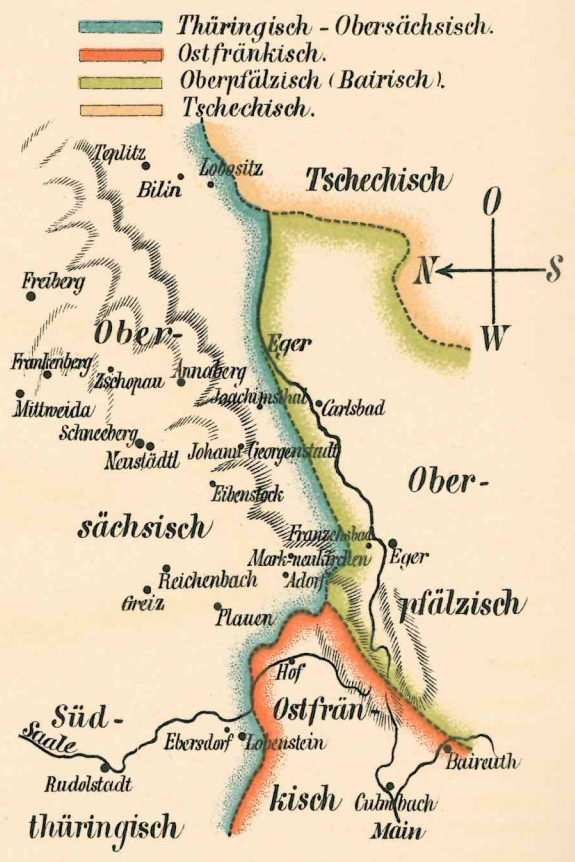 Thüringisch - Obersächsisch.
Ostfränkisch.
Oberpfälzisch (Bairisch).
Tschechisch.
Teplitz
Bilin
Lobositz
Tschechisch
O
N
S
W
Freiberg
Ober-
Eger
Frankenberg
Zschopau
Annaberg
Joachimsthal
Carlsbad
Mittweida
Schneeberg
Neustädtl
Johann-Georgenstadt
Ober-
Eibenstock
sächsisch
Franzensbad
Mark-neukirchen
Eger
Reichenbach
Adorf
Greiz
pfälzisch
Plauen
Hof
Süd-
Ostfrän-
Saale
Ebersdorf
Lobenstein
Baireuth
Rudolstadt
kisch
Culmbach
thüringisch
Main